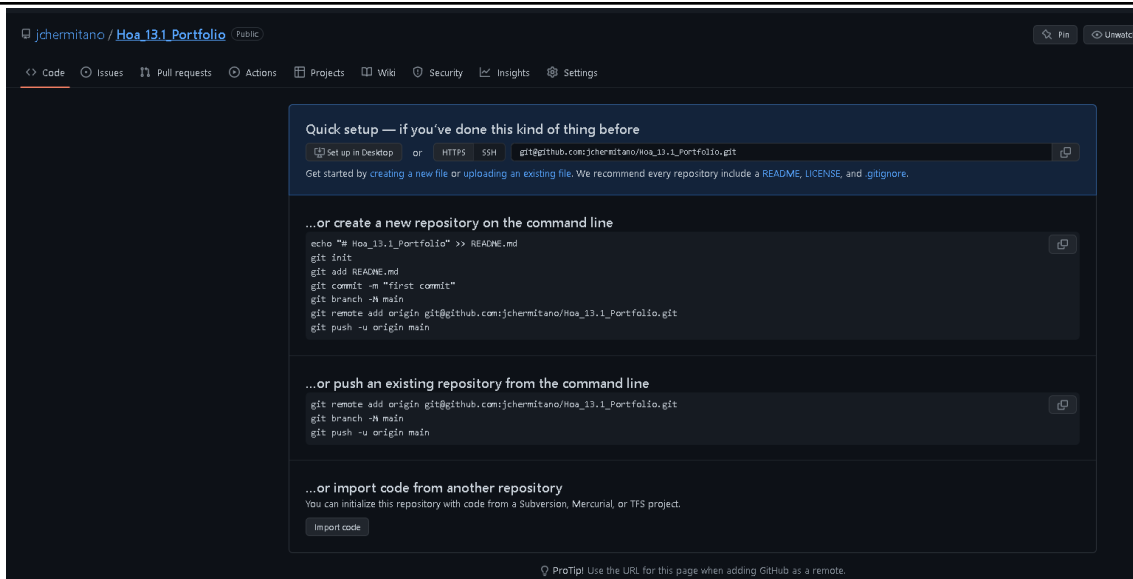 jchermitano / Hoa_13.1_Portfolio Public
Pin
Unwatch
Code Issues Pull requests Actions Projects Wiki Security Insights Settings
Quick setup — if you've done this kind of thing before
Set up in Desktop or HTTPS SSH git@github.com:jchermitano/Hoa_13.1_Portfolio.git
Get started by creating a new file or uploading an existing file. We recommend every repository include a README, LICENSE, and .gitignore.
...or create a new repository on the command line
echo "# Hoa_13.1_Portfolio" >> README.md
git init
git add README.md
git commit -m "first commit"
git branch -M main
git remote add origin git@github.com:jchermitano/Hoa_13.1_Portfolio.git
git push -u origin main
...or push an existing repository from the command line
git remote add origin git@github.com:jchermitano/Hoa_13.1_Portfolio.git
git branch -M main
git push -u origin main
...or import code from another repository
You can initialize this repository with code from a Subversion, Mercurial, or TFS project.
Import code
ProTip! Use the URL for this page when adding GitHub as a remote.